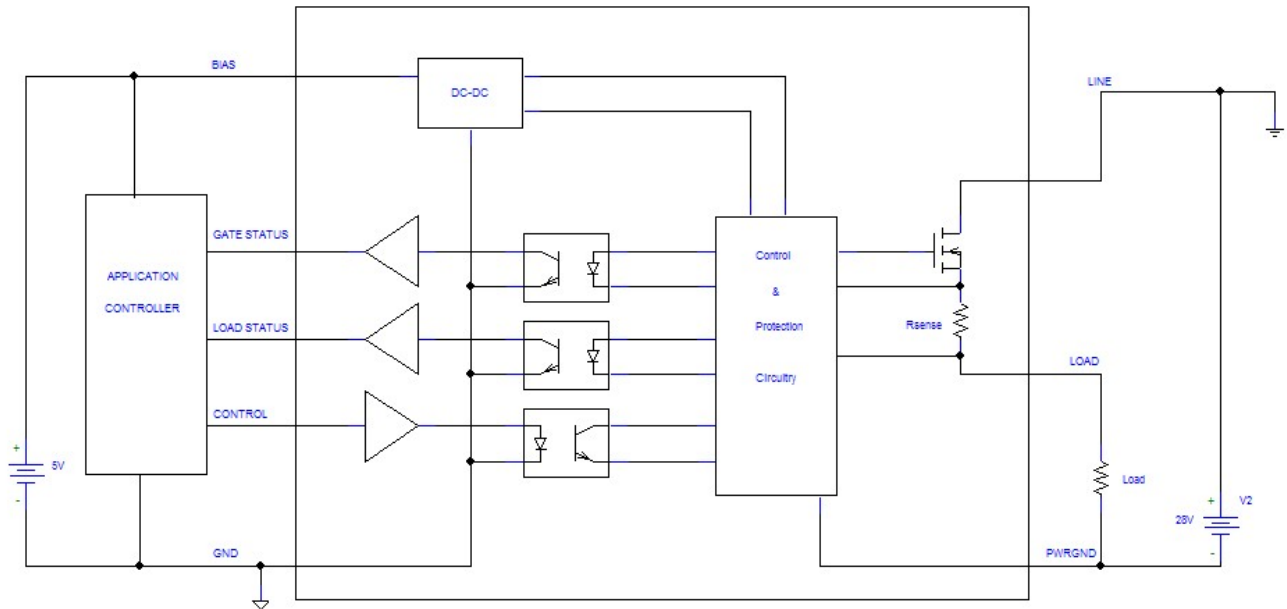 BIAS
DC-DC
LINE
GATE STATUS
Control
&
Protection
Circuitry
APPLICATION
CONTROLLER
LOAD STATUS
Rsense
LOAD
CONTROL
+
5V
-
Load
+
V2
28V
-
GND
PWRGND